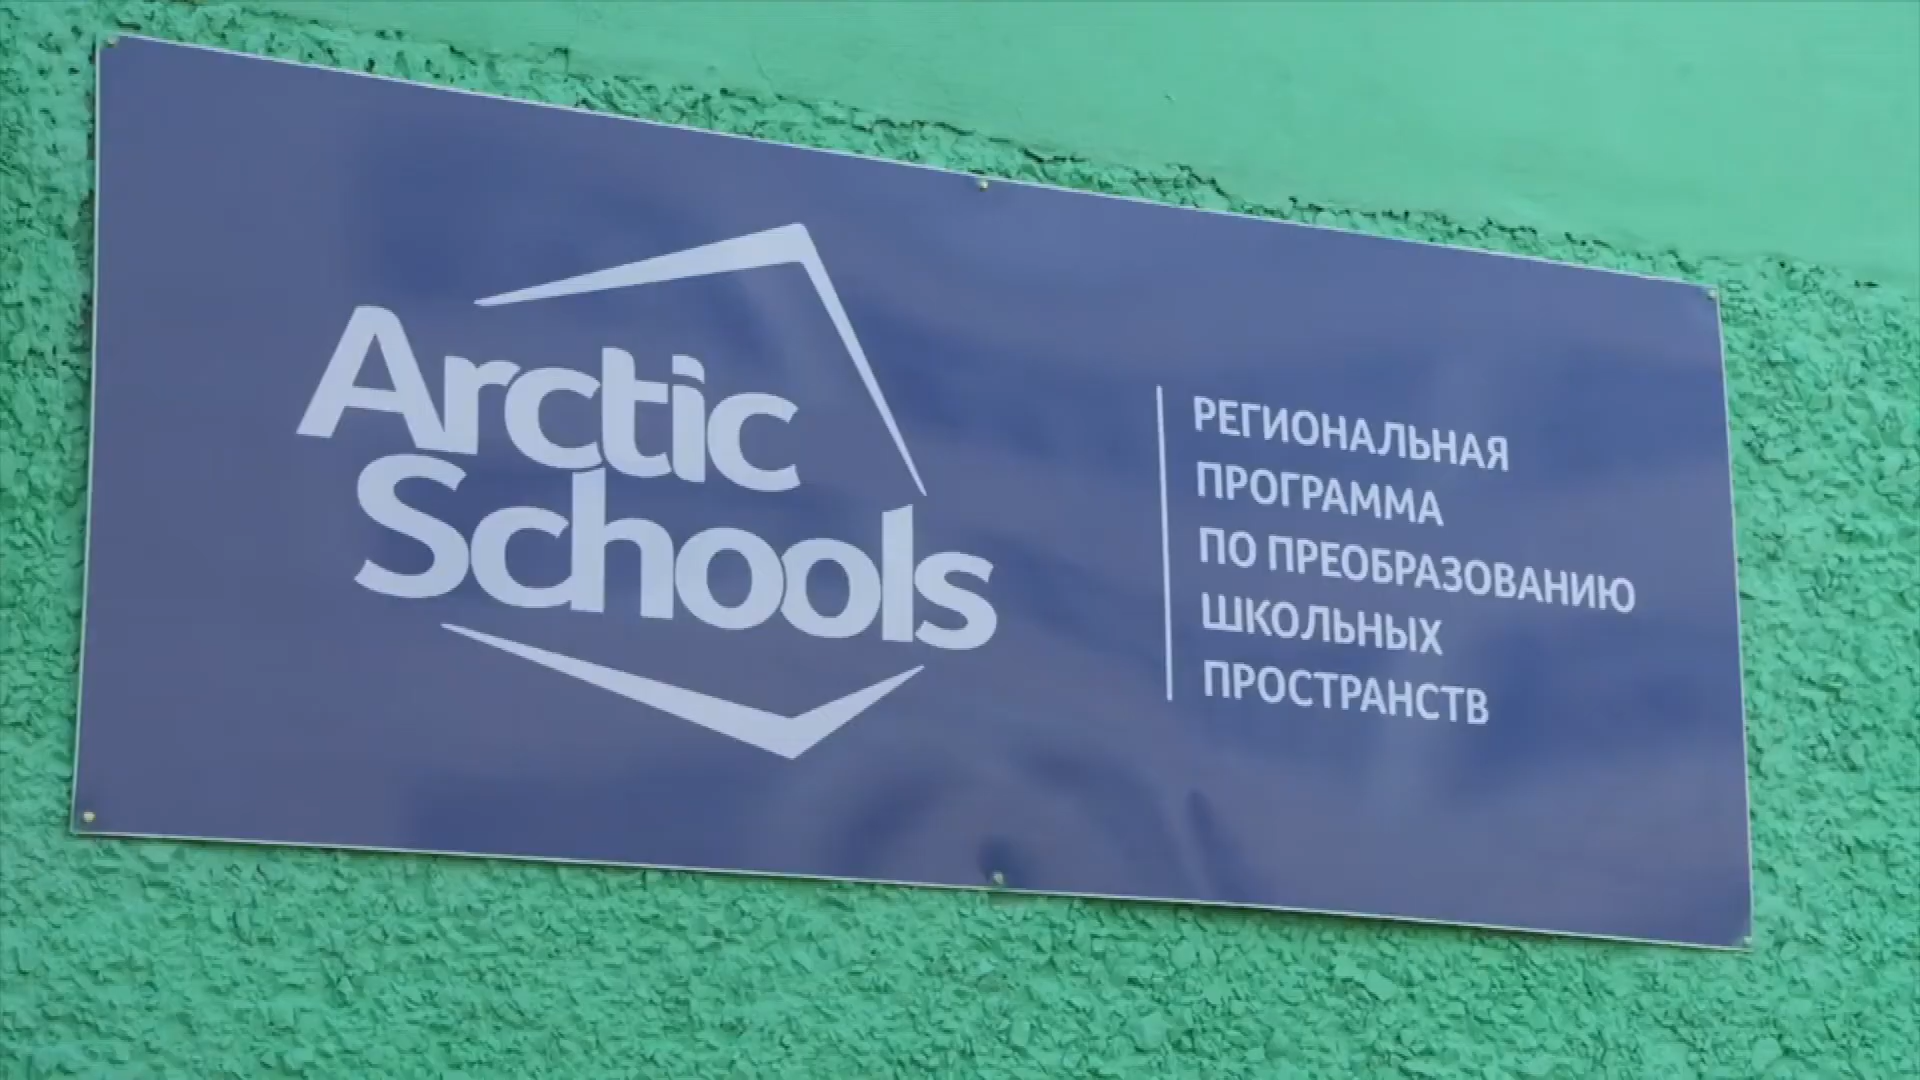 Arctic
Schools
РЕГИОНАЛЬНАЯ
ПРОГРАММА
ПО ПРЕОБРАЗОВАНИЮ
ШКОЛЬНЫХ
ПРОСТРАНСТВ